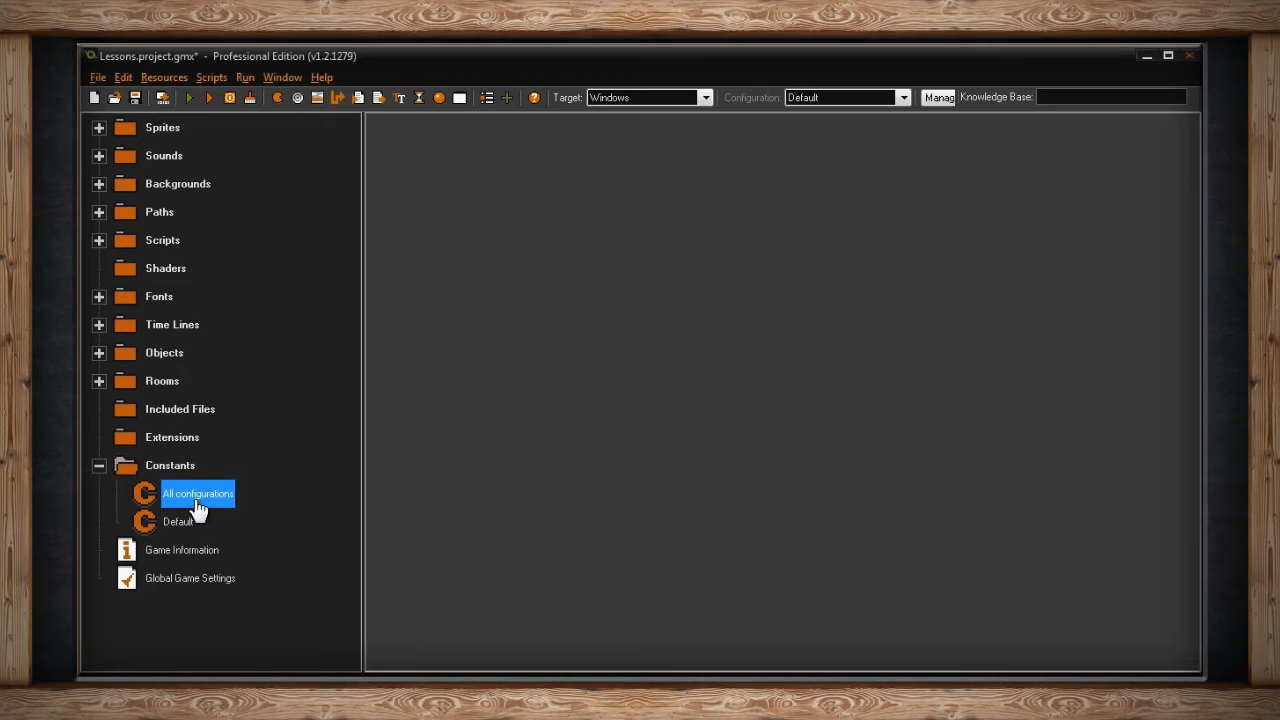 Lessons.project.gmx* - Professional Edition (v1.2.1279)
File Edit Resources Scripts Run Window Help
Target: Windows Configuration: Default Manag Knowledge Base:
Sprites
Sounds
Backgrounds
Paths
Scripts
Shaders
Fonts
Time Lines
Objects
Rooms
Included Files
Extensions
Constants
All configurations
Default
Game Information
Global Game Settings